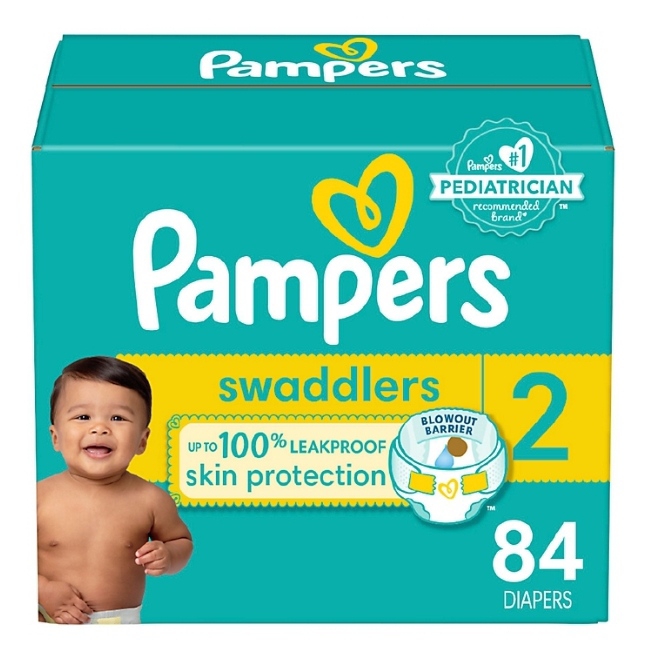 Pampers
Pampers #1
PEDIATRICIAN
recommended
brand*
™
Pampers
swaddlers
2
UP TO 100% LEAKPROOF
skin protection
BLOWOUT
BARRIER
™
84
DIAPERS